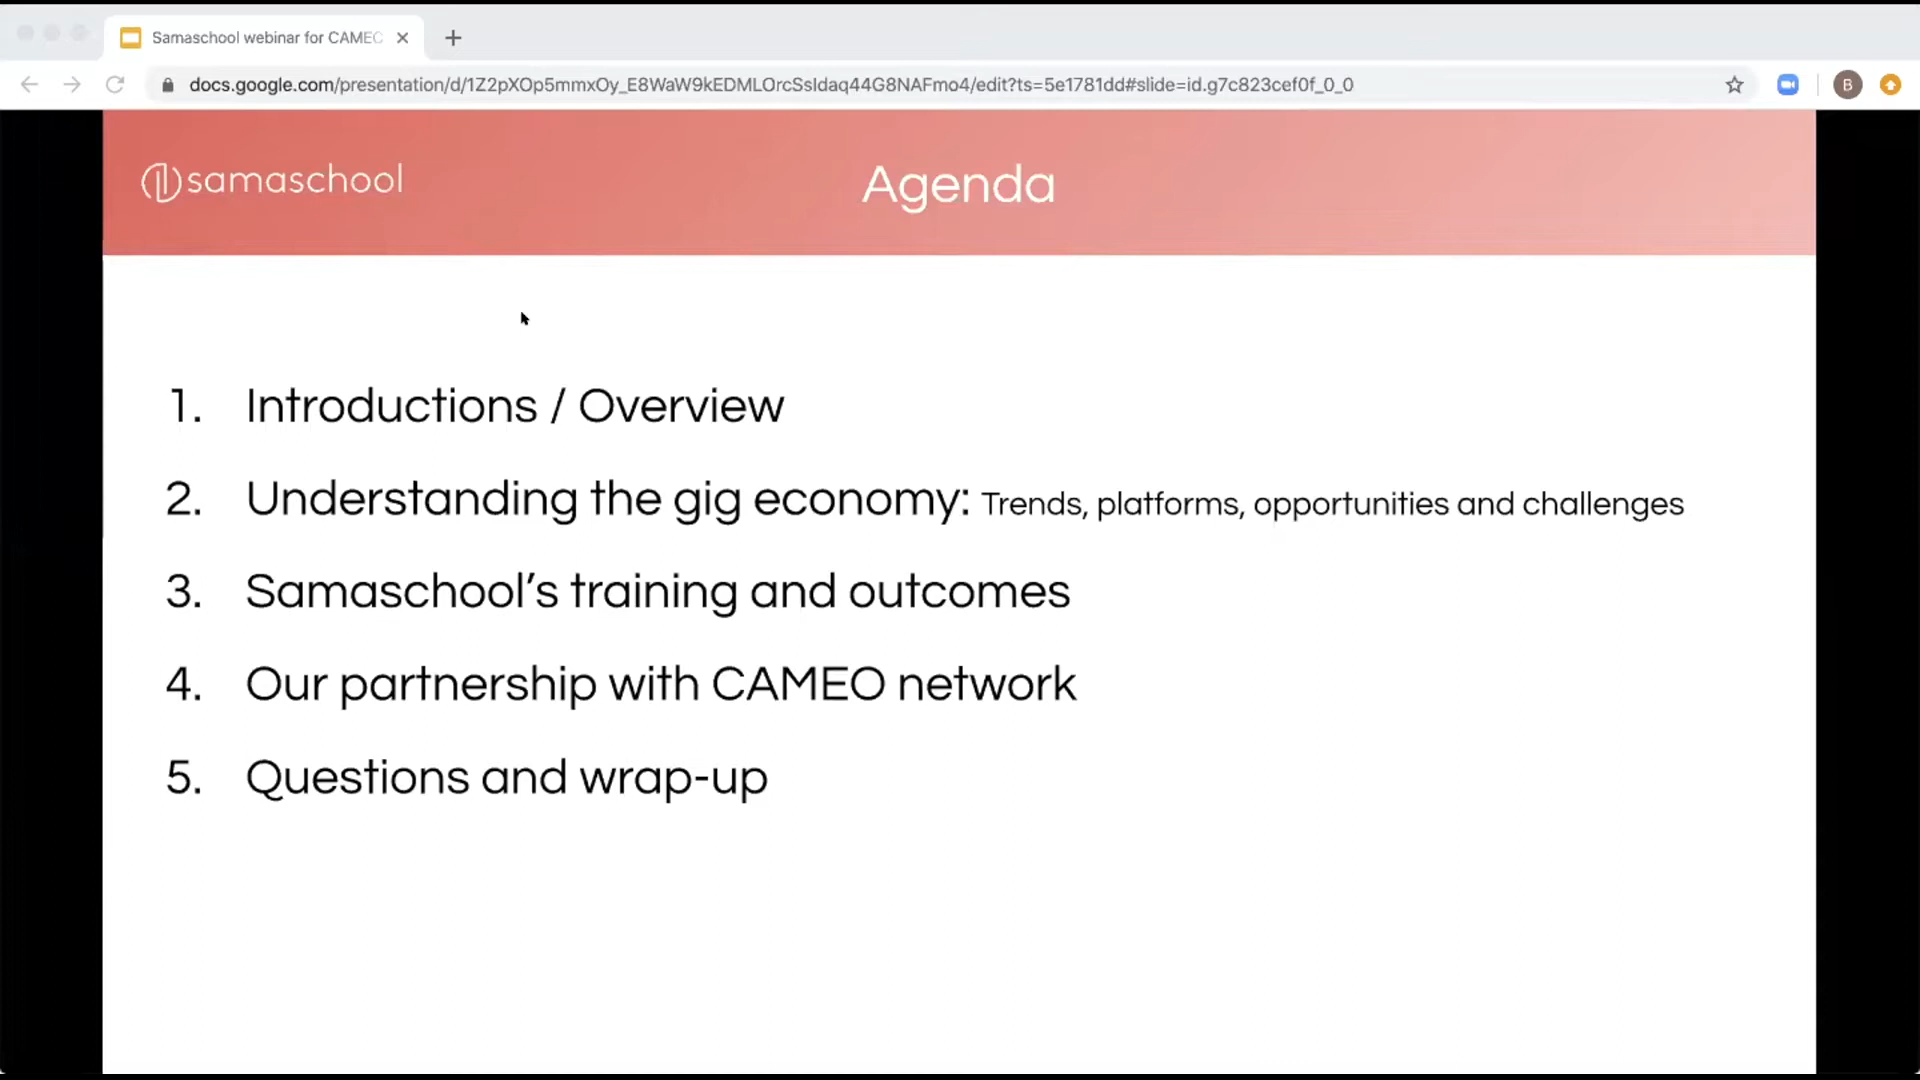 Samaschool webinar for CAMEC
docs.google.com/presentation/d/1Z2pXOp5mmxOy_E8WaW9kEDMLOrcSsIdaq44G8NAFmo4/edit?ts=5e1781dd#slide=id.g7c823cef0f_0_0
B
samaschool
Agenda
1. Introductions / Overview
2. Understanding the gig economy: Trends, platforms, opportunities and challenges
3. Samaschool’s training and outcomes
4. Our partnership with CAMEO network
5. Questions and wrap-up